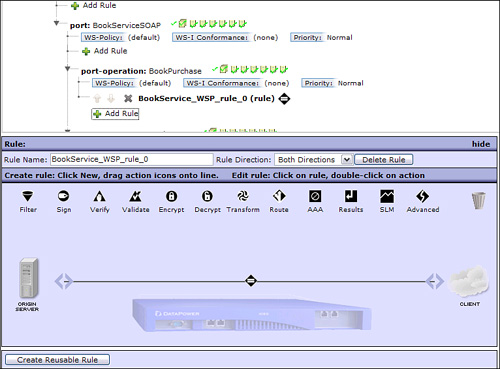 Add Rule
port: BookServiceSOAP
WS-Policy: (default) WS-I Conformance: (none) Priority: Normal
Add Rule
port-operation: BookPurchase
WS-Policy: (default) WS-I Conformance: (none) Priority: Normal
BookService_WSP_rule_0 (rule)
Add Rule
Rule: hide
Rule Name: BookService_WSP_rule_0 Rule Direction: Both Directions Delete Rule
Create rule: Click New, drag action icons onto line. Edit rule: Click on rule, double-click on action
Filter Sign Verify Validate Encrypt Decrypt Transform Route AAA Results SLM Advanced
DATAPOWER
ORIGIN SERVER CLIENT
Create Reusable Rule